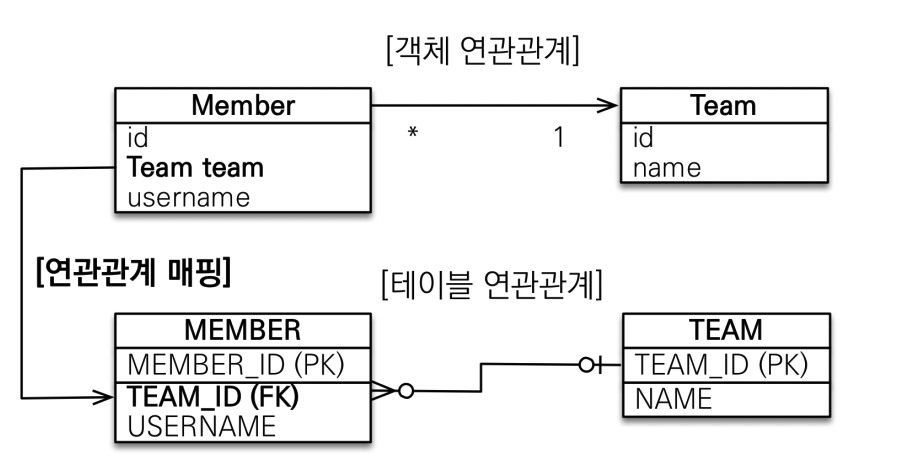 [객체 연관관계]
Member
id
Team team
username
*
1
Team
id
name
[연관관계 매핑]
[테이블 연관관계]
MEMBER
MEMBER_ID (PK)
TEAM_ID (FK)
USERNAME
TEAM
TEAM_ID (PK)
NAME